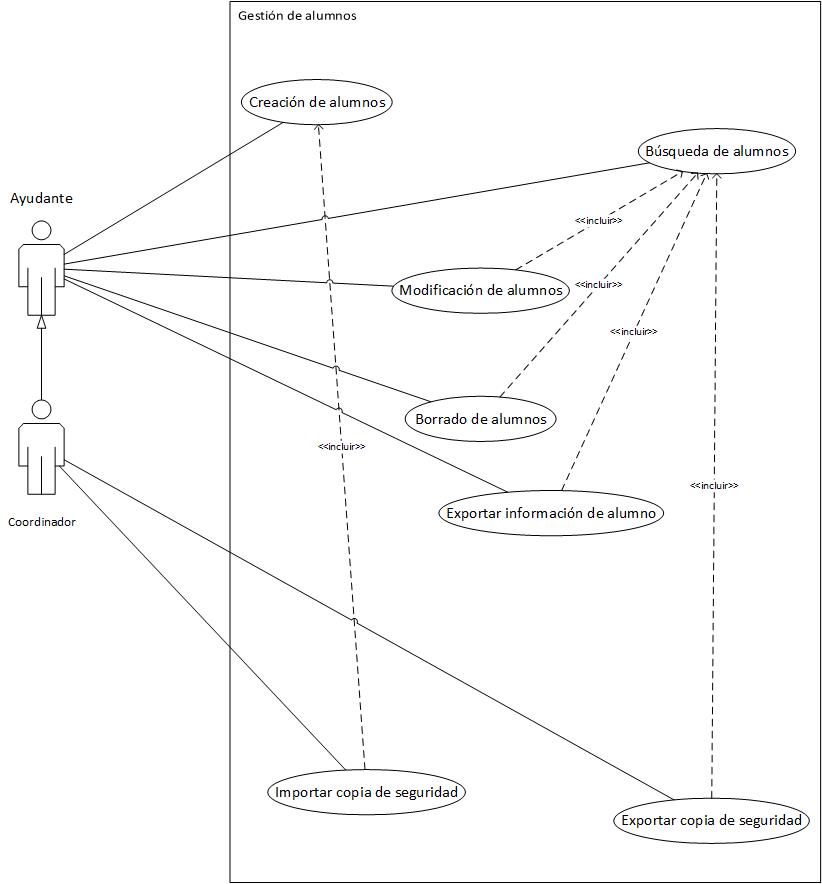 Gestión de alumnos
Creación de alumnos
Búsqueda de alumnos
Ayudante
<<incluir>>
Modificación de alumnos
<<incluir>>
<<incluir>>
Borrado de alumnos
<<incluir>>
<<incluir>>
Exportar información de alumno
Coordinador
Importar copia de seguridad
Exportar copia de seguridad